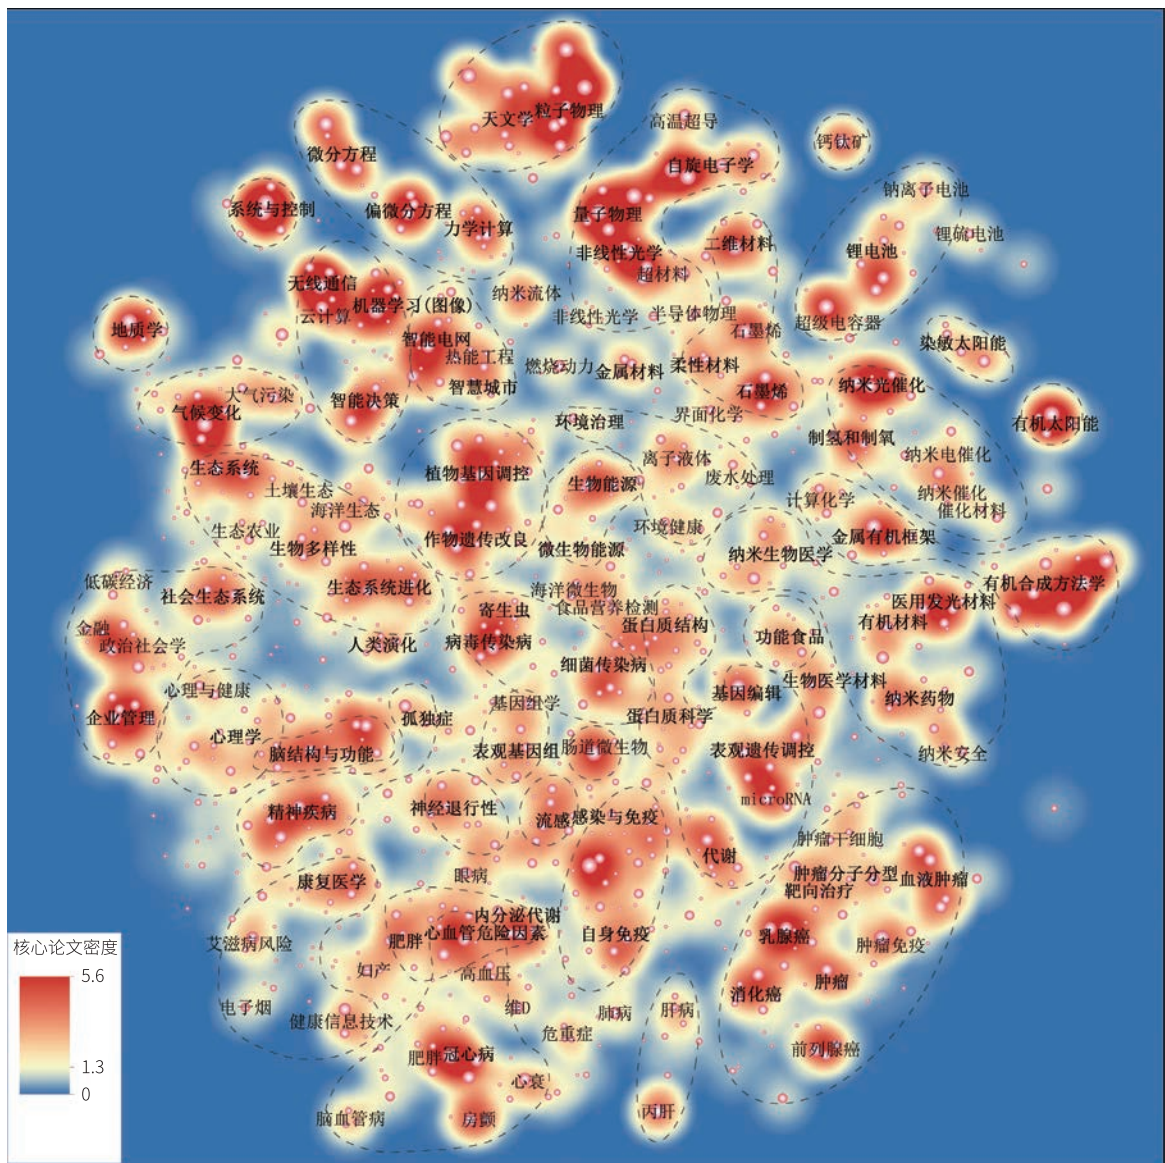 粒子物理
天文学
高温超导
钙钛矿
微分方程
自旋电子学
钠离子电池
系统与控制
偏微分方程
力学计算
量子物理
锂硫电池
二维材料
锂电池
非线性光学
超材料
无线通信
纳米流体
机器学习(图像)
云计算
非线性光学
半导体物理
超级电容器
地质学
石墨烯
智能电网
染敏太阳能
热能工程
燃烧动力
金属材料
柔性材料
智慧城市
纳米光催化
大气污染
石墨烯
智能决策
气候变化
界面化学
环境治理
有机太阳能
制氢和制氧
纳米电催化
离子液体
生态系统
植物基因调控
废水处理
生物能源
土壤生态
纳米催化
计算化学
海洋生态
催化材料
环境健康
生态农业
金属有机框架
作物遗传改良
生物多样性
微生物能源
纳米生物医学
低碳经济
有机合成方法学
生态系统进化
海洋微生物
社会生态系统
医用发光材料
寄生虫
食品营养检测
有机材料
蛋白质结构
金融
功能食品
政治社会学
人类演化
病毒传染病
细菌传染病
生物医学材料
心理与健康
基因编辑
纳米药物
基因组学
企业管理
孤独症
蛋白质科学
心理学
脑结构与功能
表观基因组
肠道微生物
表观遗传调控
纳米安全
microRNA
精神疾病
神经退行性
流感
感染与免疫
肿瘤干细胞
代谢
眼病
康复医学
肿瘤分子分型
血液肿瘤
靶向治疗
内分泌代谢
艾滋病风险
肥胖
心血管危险因素
自身免疫
乳腺癌
肿瘤免疫
核心论文密度
妇产
高血压
5.6
肿瘤
消化癌
电子烟
维D
肺病
肝病
健康信息技术
危重症
前列腺癌
肥胖
冠心病
1.3
心衰
0
脑血管病
房颤
丙肝